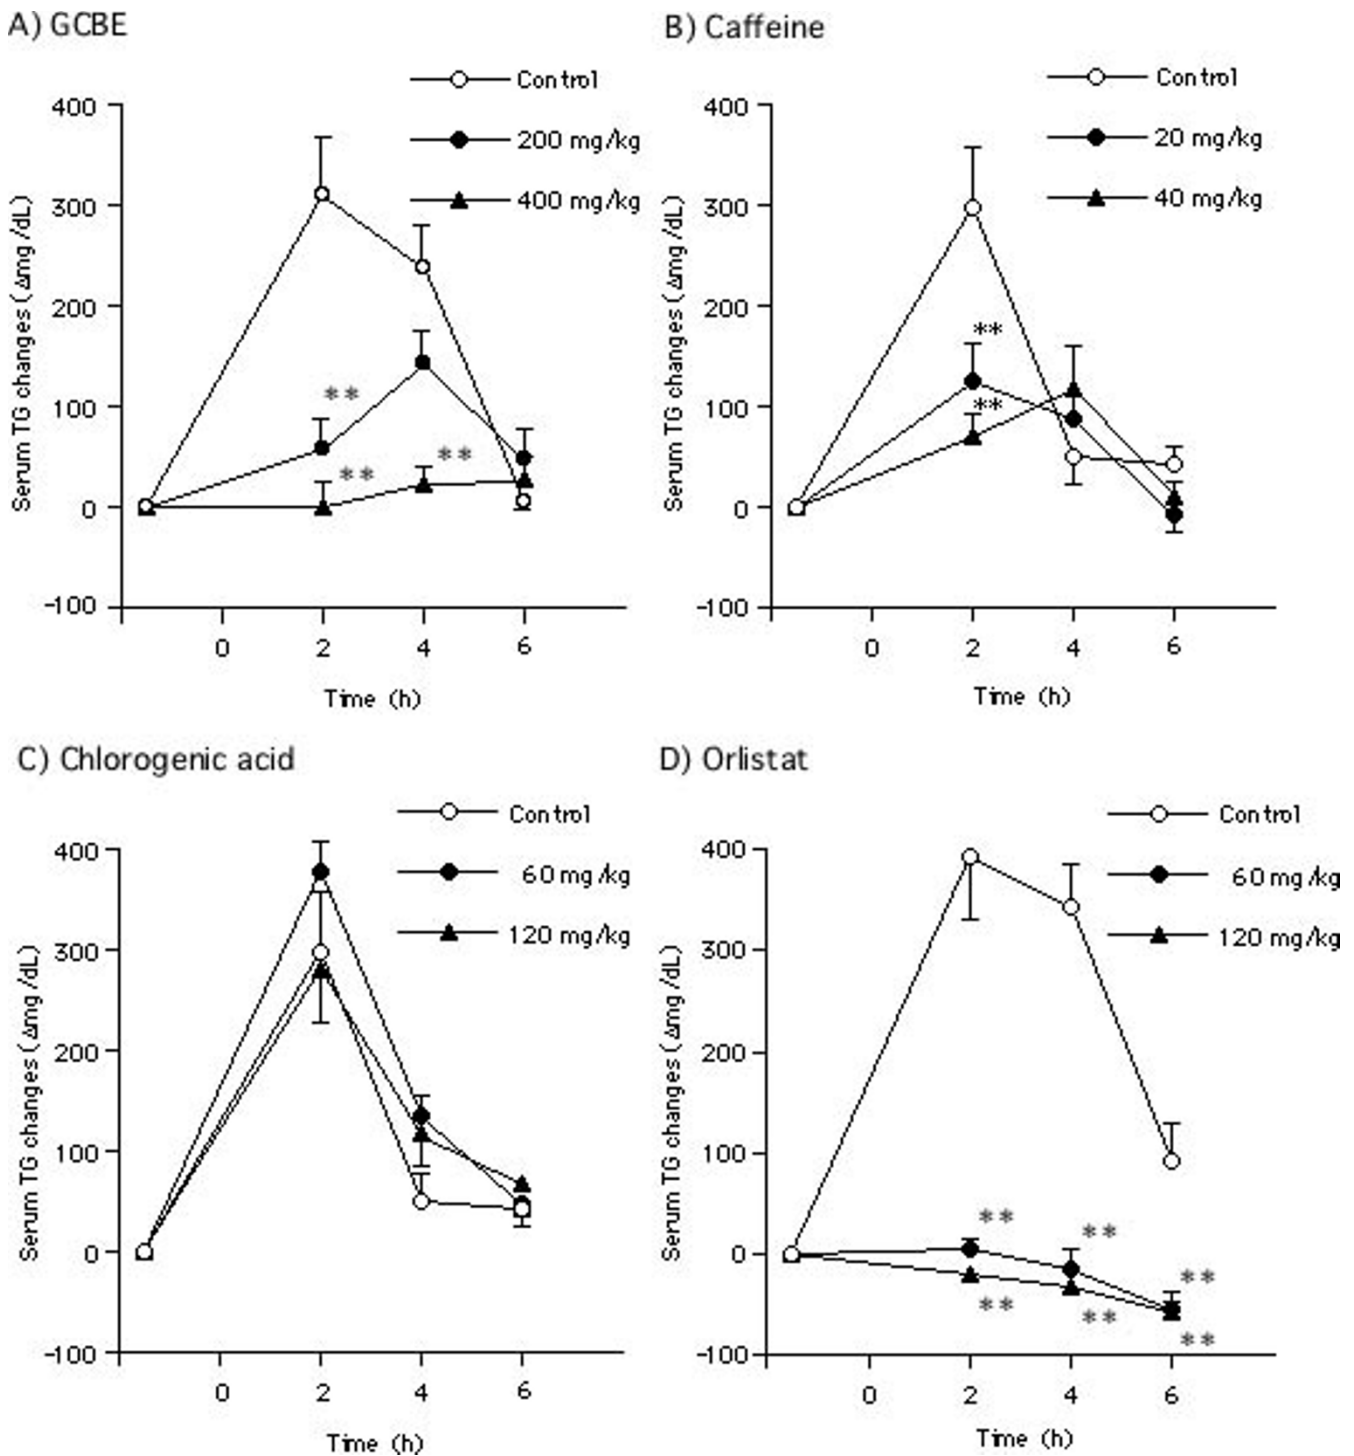 A) GCBE
Control
200 mg/kg
400 mg/kg
Serum TG changes (Δmg/dL)
400
300
200
100
0
-100
**
**
**
0 2 4 6
Time (h)
B) Caffeine
Control
20 mg/kg
40 mg/kg
Serum TG changes (Δmg/dL)
400
300
200
100
0
-100
**
**
0 2 4 6
Time (h)
C) Chlorogenic acid
Control
60 mg/kg
120 mg/kg
Serum TG changes (Δmg/dL)
400
300
200
100
0
-100
0 2 4 6
Time (h)
D) Orlistat
Control
60 mg/kg
120 mg/kg
Serum TG changes (Δmg/dL)
400
300
200
100
0
-100
**
**
**
**
**
**
0 2 4 6
Time (h)